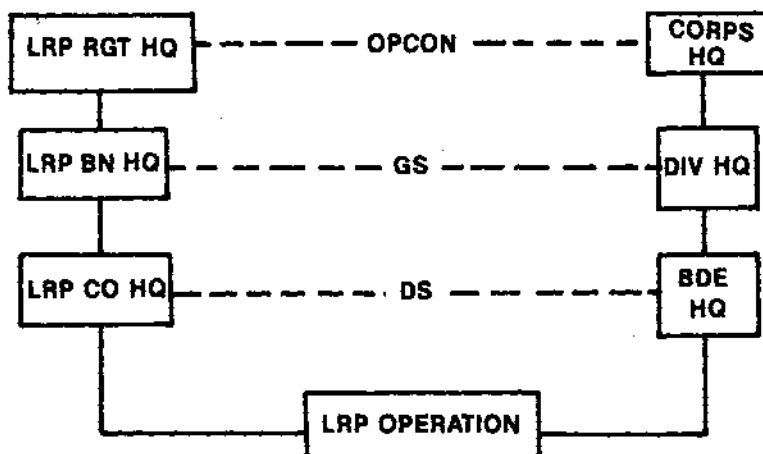 LRP RGT HQ
OPCON
CORPS
HQ
LRP BN HQ
GS
DIV HQ
LRP CO HQ
DS
BDE
HQ
LRP OPERATION